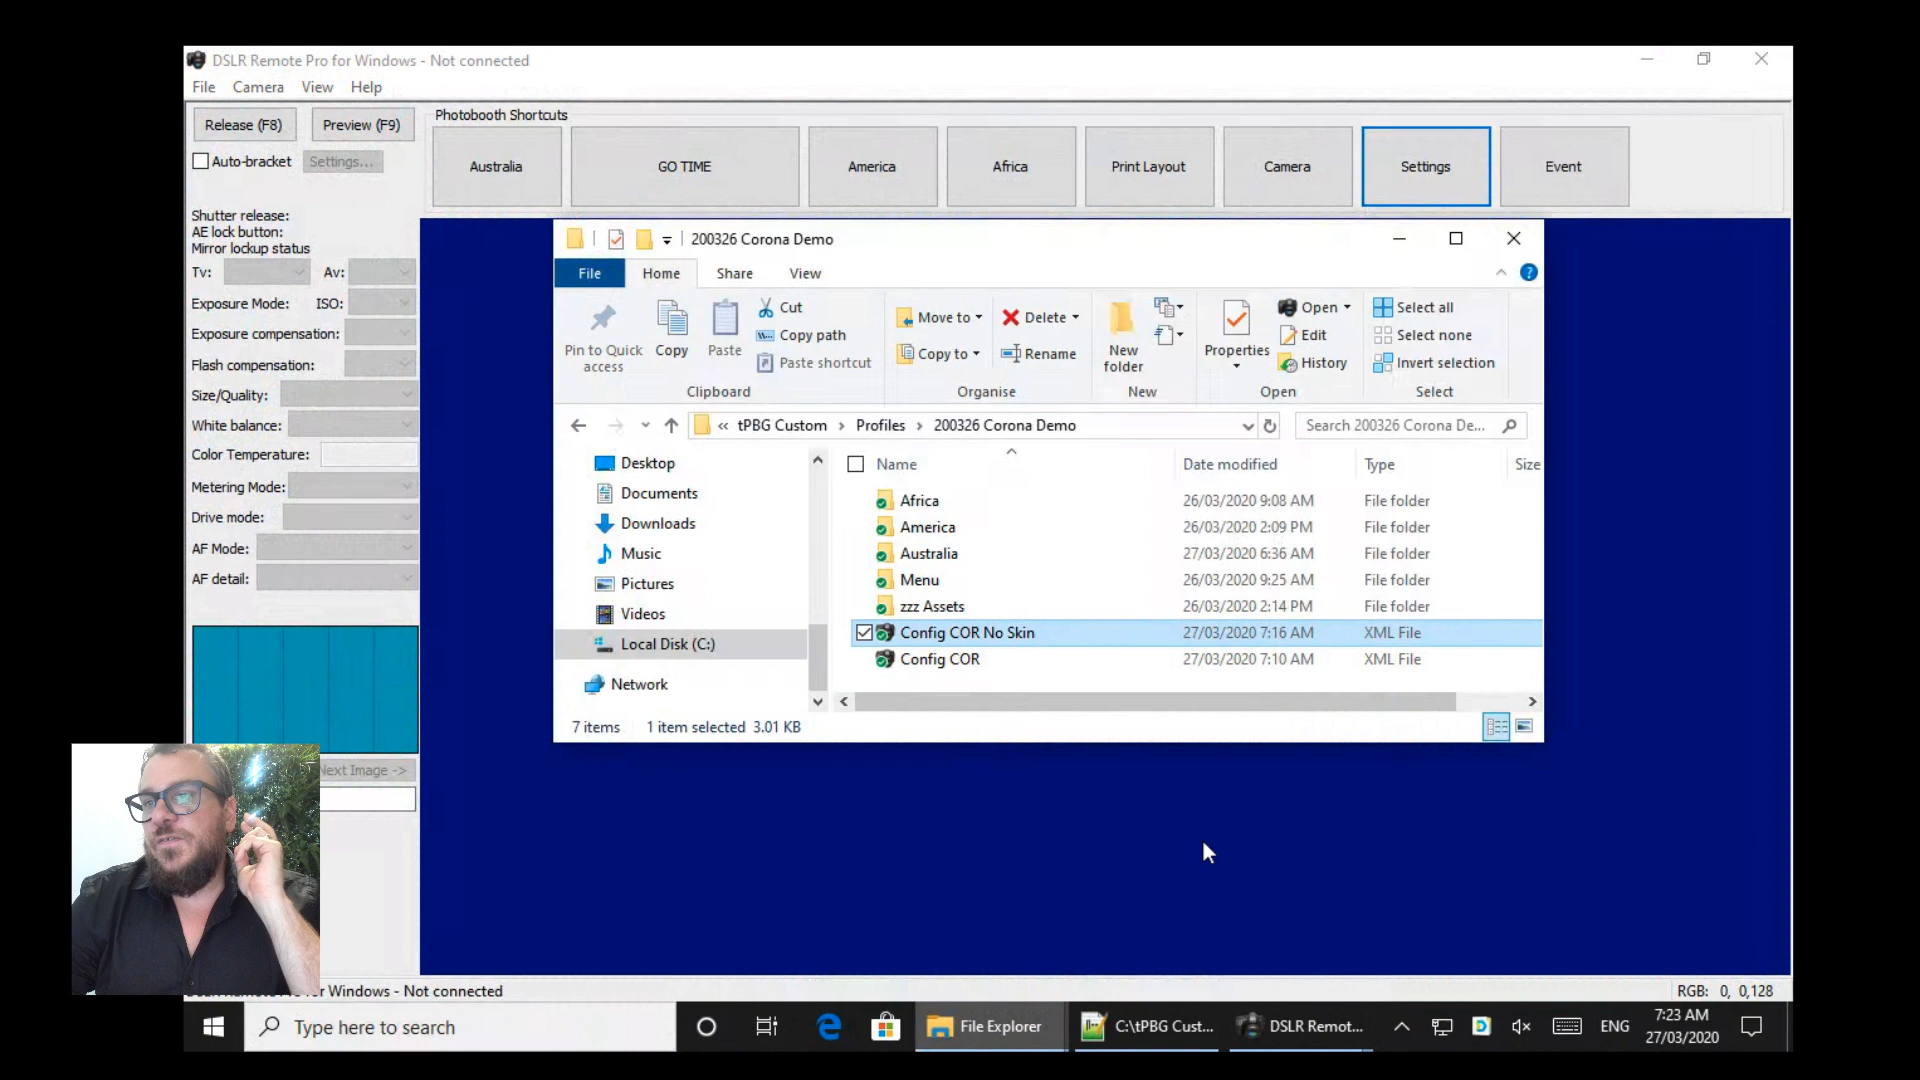 DSLR Remote Pro for Windows - Not connected
File Camera View Help
Release (F8) Preview (F9)
Auto-bracket Settings...
Photobooth Shortcuts
Australia GO TIME America Africa Print Layout Camera Settings Event
Shutter release:
AE lock button:
Mirror lockup status
Tv: Av:
Exposure Mode: ISO:
Exposure compensation:
Flash compensation:
Size/Quality:
White balance:
Color Temperature:
Metering Mode:
Drive mode:
AF Mode:
AF detail:
Next Image ->
200326 Corona Demo
File Home Share View
Pin to Quick access
Copy
Paste
Cut
Copy path
Paste shortcut
Clipboard
Move to
Copy to
Delete
Rename
Organise
New folder
New
Properties
Open
Edit
History
Open
Select all
Select none
Invert selection
Select
« tPBG Custom > Profiles > 200326 Corona Demo
Search 200326 Corona De...
Desktop
Documents
Downloads
Music
Pictures
Videos
Local Disk (C:)
Network
Name Date modified Type Size
Africa 26/03/2020 9:08 AM File folder
America 26/03/2020 2:09 PM File folder
Australia 27/03/2020 6:36 AM File folder
Menu 26/03/2020 9:25 AM File folder
zzz Assets 26/03/2020 2:14 PM File folder
Config COR No Skin 27/03/2020 7:16 AM XML File
Config COR 27/03/2020 7:10 AM XML File
7 items 1 item selected 3.01 KB
for Windows - Not connected
RGB: 0, 0,128
Type here to search
File Explorer
C:\tPBG Cust...
DSLR Remot...
ENG
7:23 AM
27/03/2020